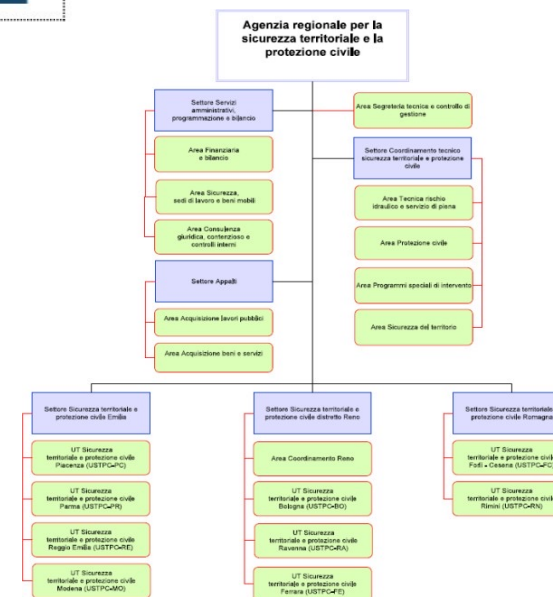 Agenzia regionale per la
sicurezza territoriale e la
protezione civile
Settore Servizi
amministrativi,
programmazione e bilancio
Area Segreteria tecnica e controllo di
gestione
Area Finanziaria
e bilancio
Settore Coordinamento tecnico
sicurezza territoriale e protezione
civile
Area Sicurezza,
sedi di lavoro e beni mobili
Area Tecnica rischio
idraulico e servizio di piena
Area Consulenza
giuridica, contenzioso e
controlli interni
Area Protezione civile
Settore Appalti
Area Programmi speciali di intervento
Area Acquisizione lavori pubblici
Area Sicurezza del territorio
Area Acquisizione beni e servizi
Settore Sicurezza territoriale e
protezione civile Emilia
Settore Sicurezza territoriale e
protezione civile distretto Reno
Settore Sicurezza territoriale
protezione civile Romagna
UT Sicurezza
territoriale e protezione civile
Piacenza (USTPC-PC)
Area Coordinamento Reno
UT Sicurezza
territoriale e protezione civile
Forlì - Cesena (USTPC-FC)
UT Sicurezza
territoriale e protezione civile
Parma (USTPC-PR)
UT Sicurezza
territoriale e protezione civile
Bologna (USTPC-BO)
UT Sicurezza
territoriale e protezione civile
Rimini (USTPC-RN)
UT Sicurezza
territoriale e protezione civile
Reggio Emilia (USTPC-RE)
UT Sicurezza
territoriale e protezione civile
Ravenna (USTPC-RA)
UT Sicurezza
territoriale e protezione civile
Modena (USTPC-MO)
UT Sicurezza
territoriale e protezione civile
Ferrara (USTPC-FE)